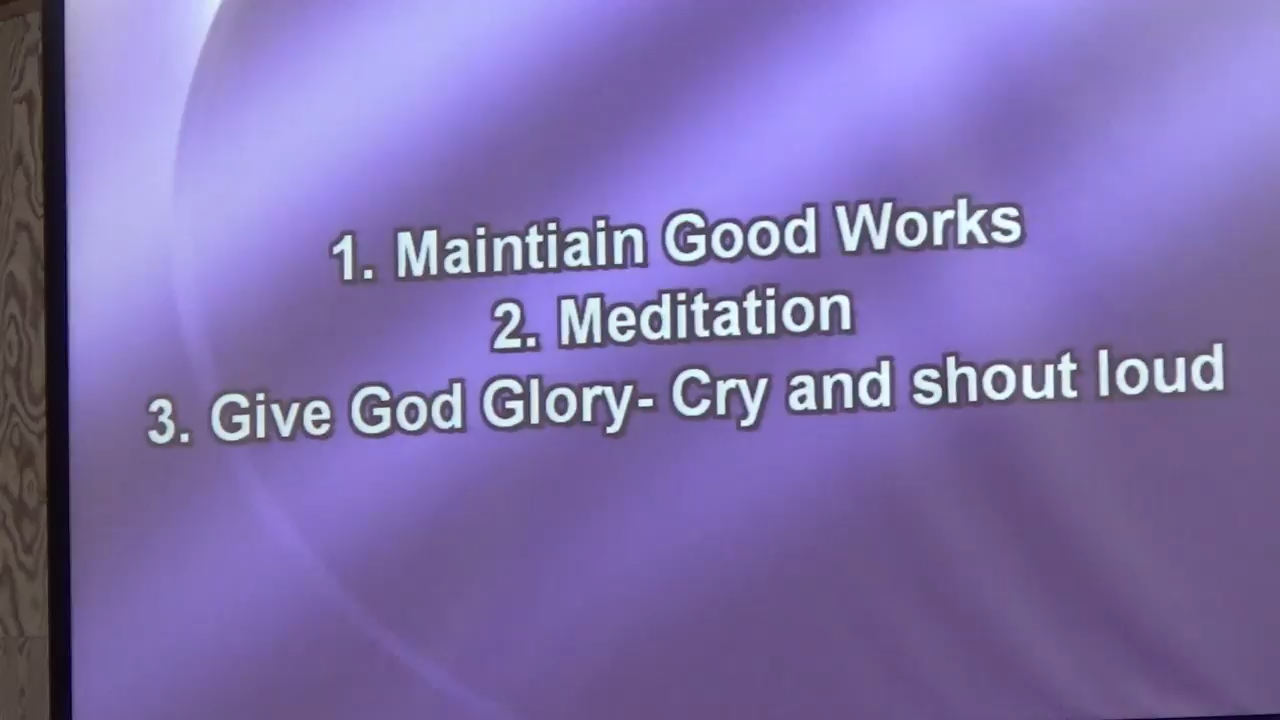 1. Maintiain Good Works
2. Meditation
3. Give God Glory- Cry and shout loud